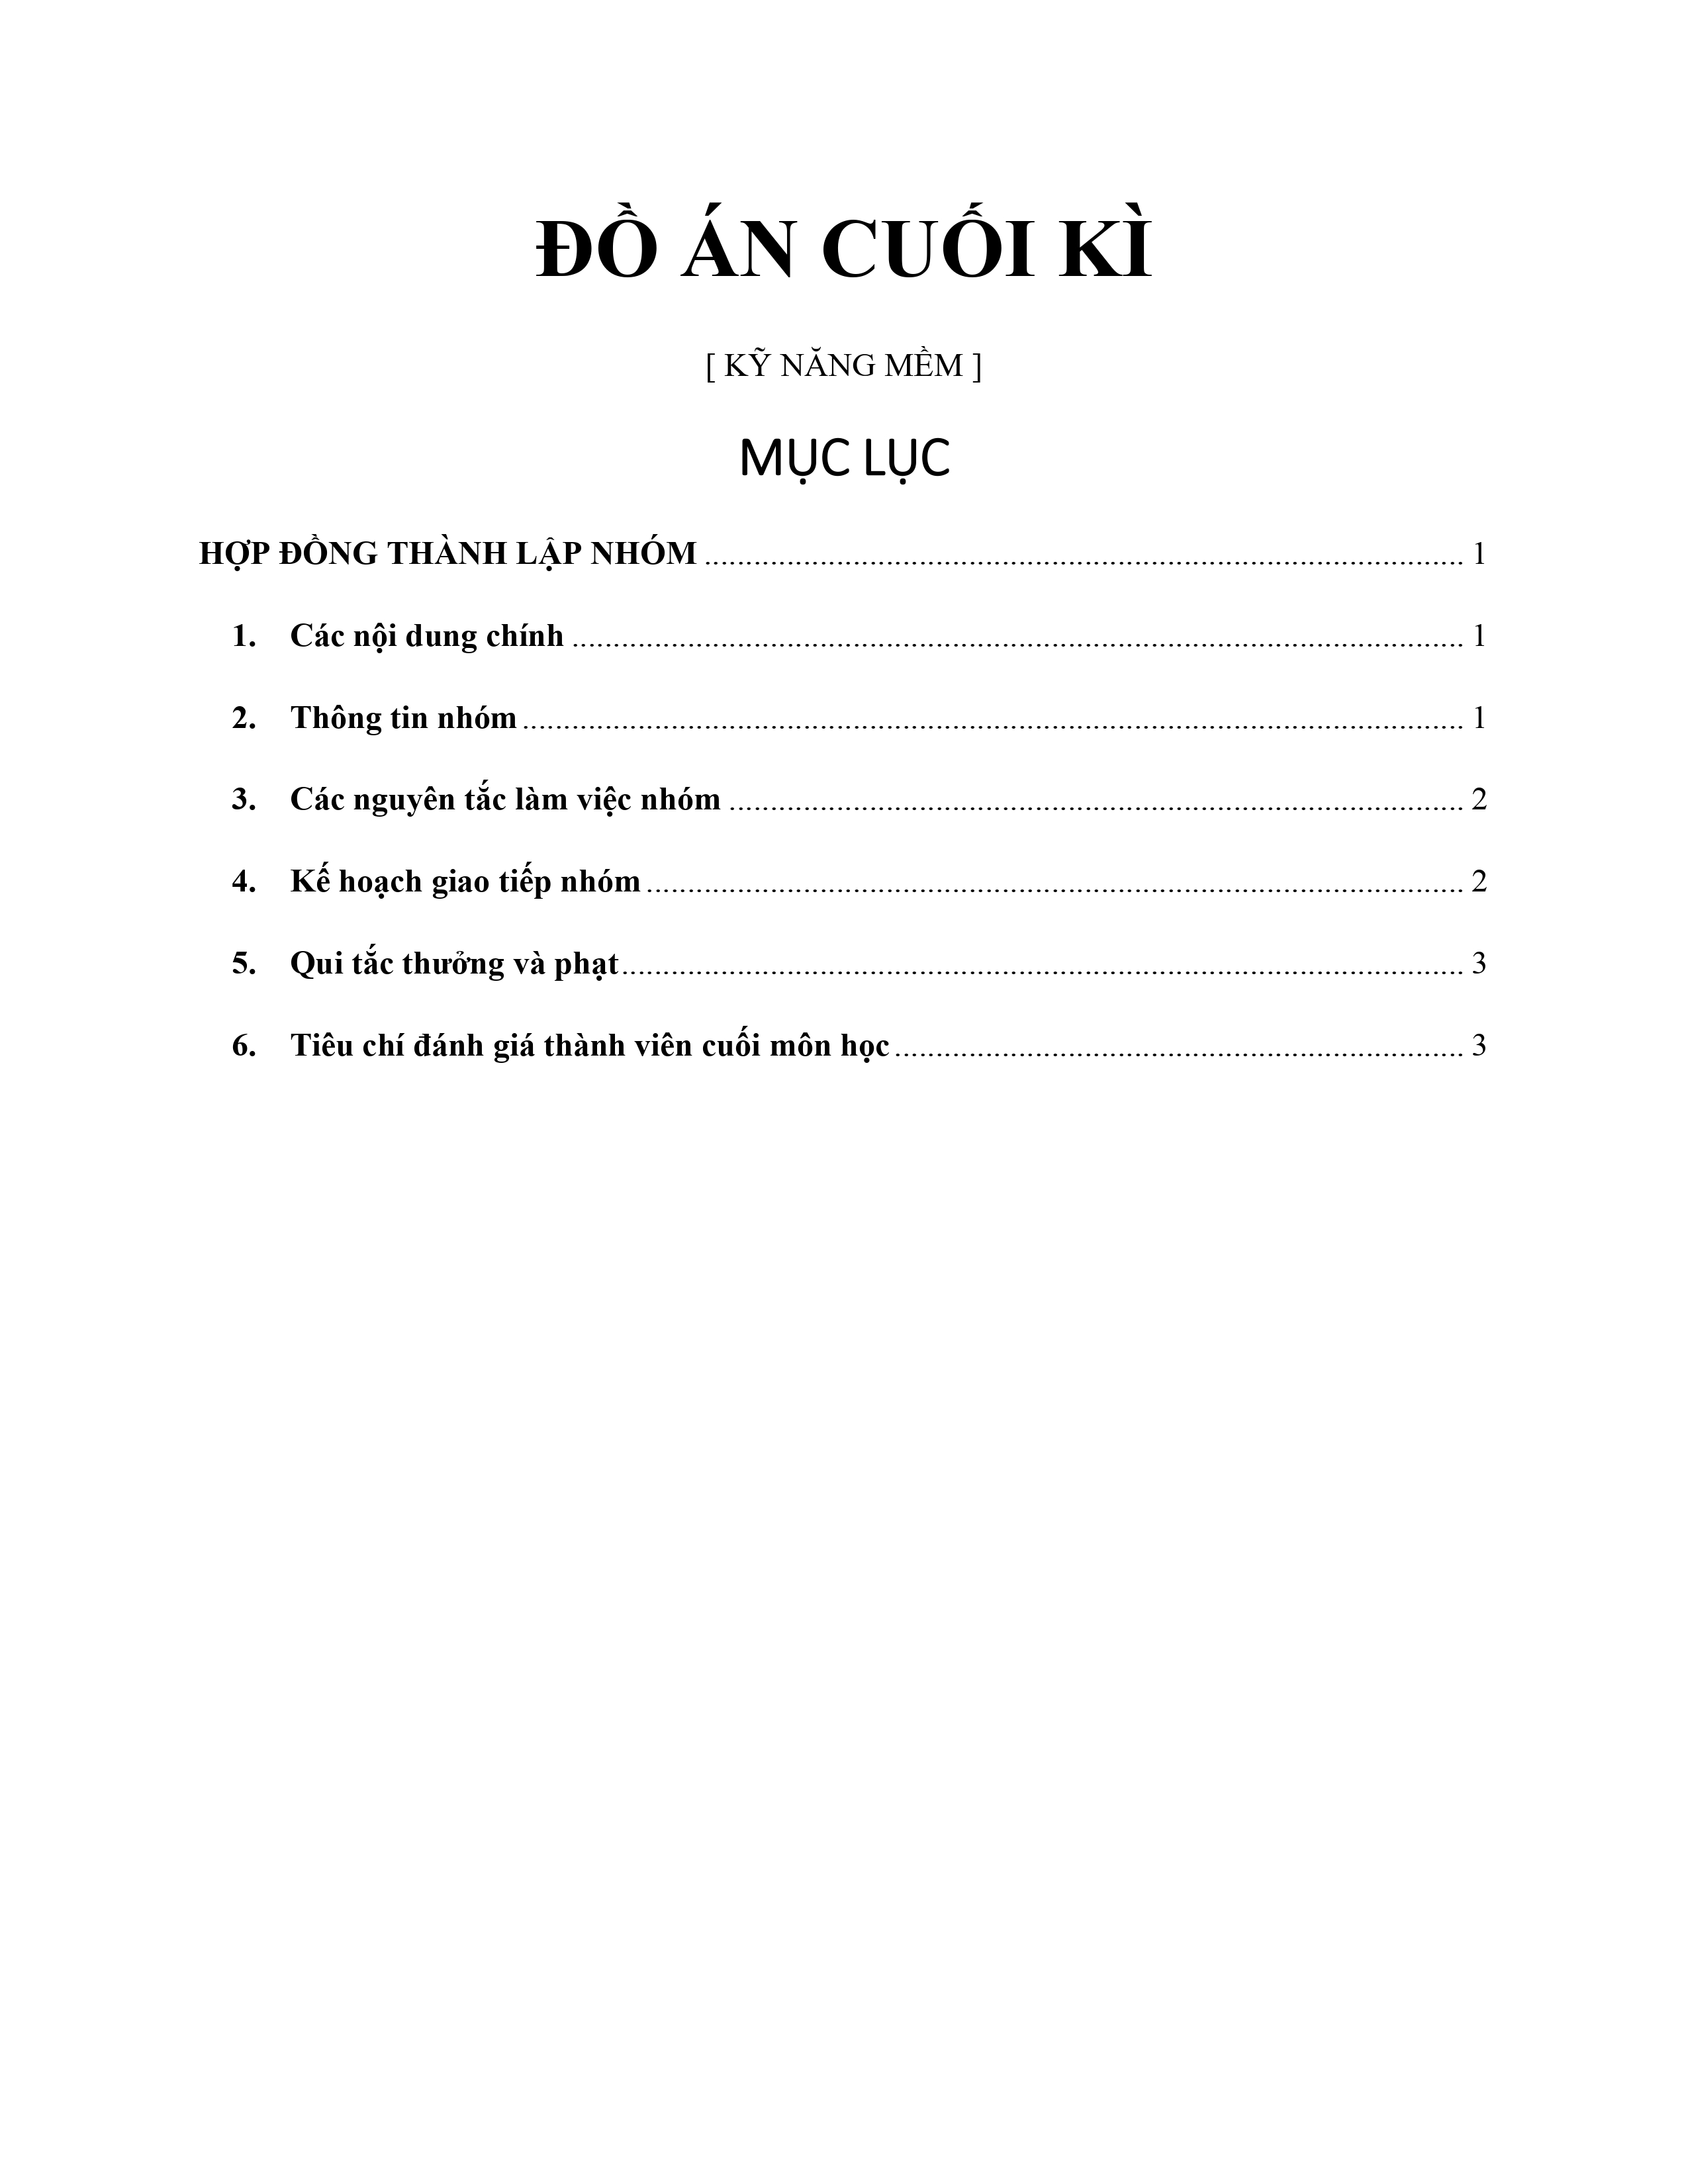 ĐỒ ÁN CUỐI KÌ
[ KỸ NĂNG MỀM ]
MỤC LỤC
HỢP ĐỒNG THÀNH LẬP NHÓM ........................................................................................... 1
1. Các nội dung chính ........................................................................................................... 1
2. Thông tin nhóm ................................................................................................................. 1
3. Các nguyên tắc làm việc nhóm ......................................................................................... 2
4. Kế hoạch giao tiếp nhóm .................................................................................................. 2
5. Qui tắc thưởng và phạt...................................................................................................... 3
6. Tiêu chí đánh giá thành viên cuối môn học ..................................................................... 3